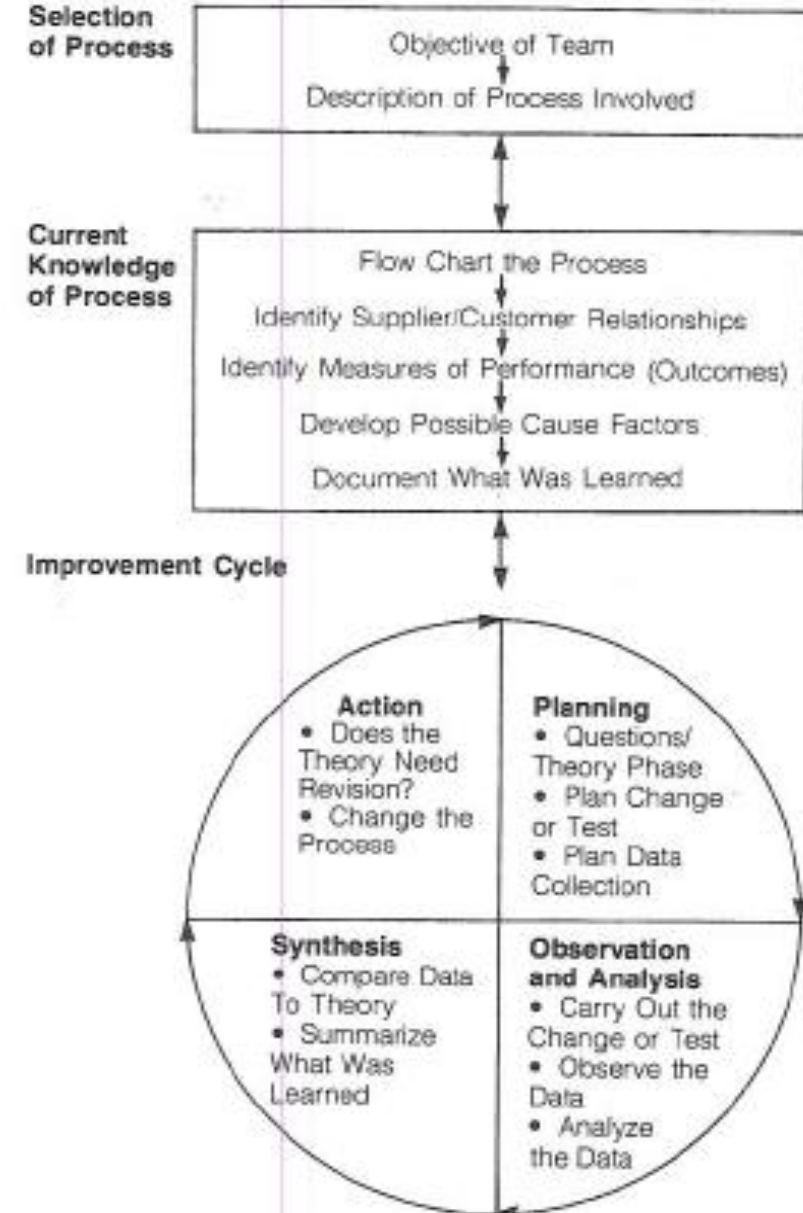 Selection
of Process
Objective of Team
Description of Process Involved
Current
Knowledge
of Process
Flow Chart the Process
Identify Supplier/Customer Relationships
Identify Measures of Performance (Outcomes)
Develop Possible Cause Factors
Document What Was Learned
Improvement Cycle
Action
• Does the
Theory Need
Revision?
• Change the
Process
Planning
• Questions/
Theory Phase
• Plan Change
or Test
• Plan Data
Collection
Synthesis
• Compare Data
To Theory
• Summarize
What Was
Learned
Observation
and Analysis
• Carry Out the
Change or Test
• Observe the
Data
• Analyze
the Data